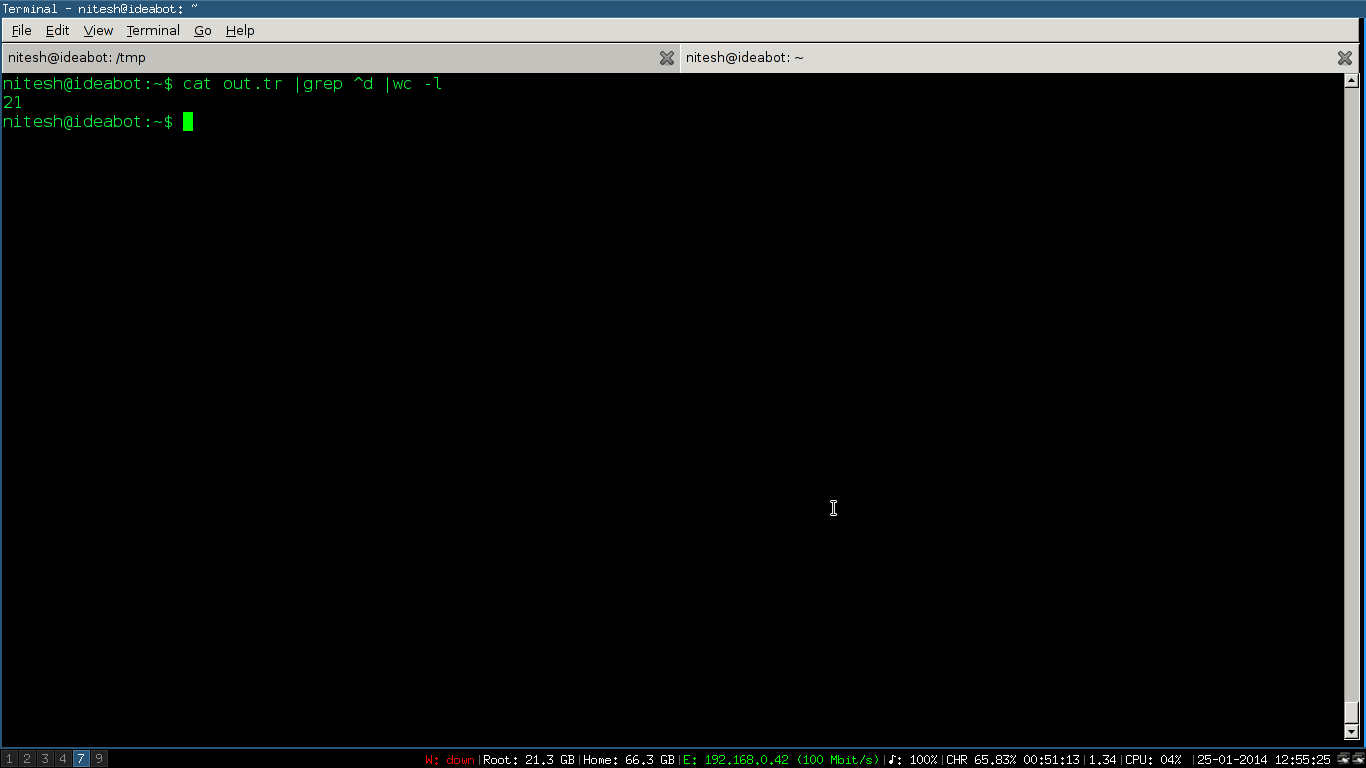 Terminal - nitesh@ideabot: ~
File Edit View Terminal Go Help
nitesh@ideabot: /tmp nitesh@ideabot: ~
nitesh@ideabot:~$ cat out.tr |grep ^d |wc -l
21
nitesh@ideabot:~$
1 2 3 4 7 9 W: down|Root: 21.3 GB|Home: 66.3 GB|E: 192.168.0.42 (100 Mbit/s)|♪: 100%|CHR 65.83% 00:51:13|1.34|CPU: 04% |25-01-2014 12:55:25